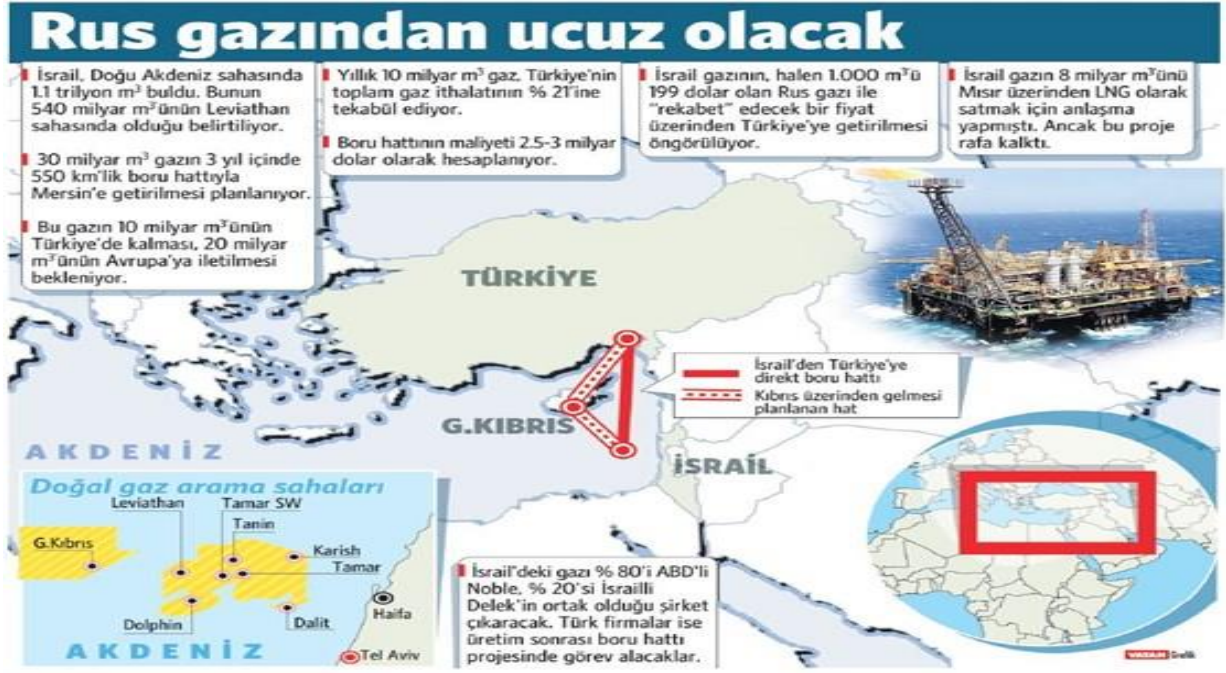 Rus gazından ucuz olacak
İsrail, Doğu Akdeniz sahasında
1.1 trilyon m³ buldu. Bunun
540 milyar m³'ünün Leviathan
sahasında olduğu belirtiliyor.
30 milyar m³ gazın 3 yıl içinde
550 km'lik boru hattıyla
Mersin'e getirilmesi planlanıyor.
Bu gazın 10 milyar m³'ünün
Türkiye'de kalması, 20 milyar
m³'ünün Avrupa'ya iletilmesi
bekleniyor.
Yıllık 10 milyar m³ gaz, Türkiye'nin
toplam gaz ithalatının % 21'ine
tekabül ediyor.
Boru hattının maliyeti 2.5-3 milyar
dolar olarak hesaplanıyor.
İsrail gazının, halen 1.000 m³'ü
199 dolar olan Rus gazı ile
"rekabet" edecek bir fiyat
üzerinden Türkiye'ye getirilmesi
öngörülüyor.
İsrail gazın 8 milyar m³'ünü
Mısır üzerinden LNG olarak
satmak için anlaşma
yapmıştı. Ancak bu proje
rafa kalktı.
TÜRKİYE
İsrail'den Türkiye'ye
direkt boru hattı
Kıbrıs üzerinden gelmesi
planlanan hat
G.KIBRIS
AKDENİZ
İSRAİL
Doğal gaz arama sahaları
Leviathan
Tamar SW
Tanin
G.Kıbrıs
Karish
Tamar
Haifa
Dolphin
Dalit
AKDENİZ
Tel Aviv
İsrail'deki gazı % 80'i ABD'li
Noble, % 20'si İsrailli
Delek'in ortak olduğu şirket
çıkaracak. Türk firmalar ise
üretim sonrası boru hattı
projesinde görev alacaklar.
VATAN Grafik